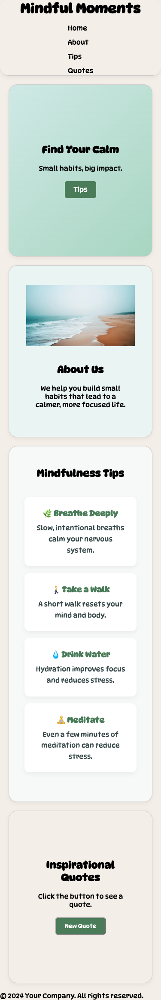 Mindful Moments
Home
About
Tips
Quotes
Find Your Calm
Small habits, big impact.
Tips
About Us
We help you build small
habits that lead to a
calmer, more focused life.
Mindfulness Tips
🌿 Breathe Deeply
Slow, intentional breaths
calm your nervous
system.
🚶 Take a Walk
A short walk resets your
mind and body.
💧 Drink Water
Hydration improves focus
and reduces stress.
🧘 Meditate
Even a few minutes of
meditation can reduce
stress.
Inspirational
Quotes
Click the button to see a
quote.
New Quote
© 2024 Your Company. All rights reserved.